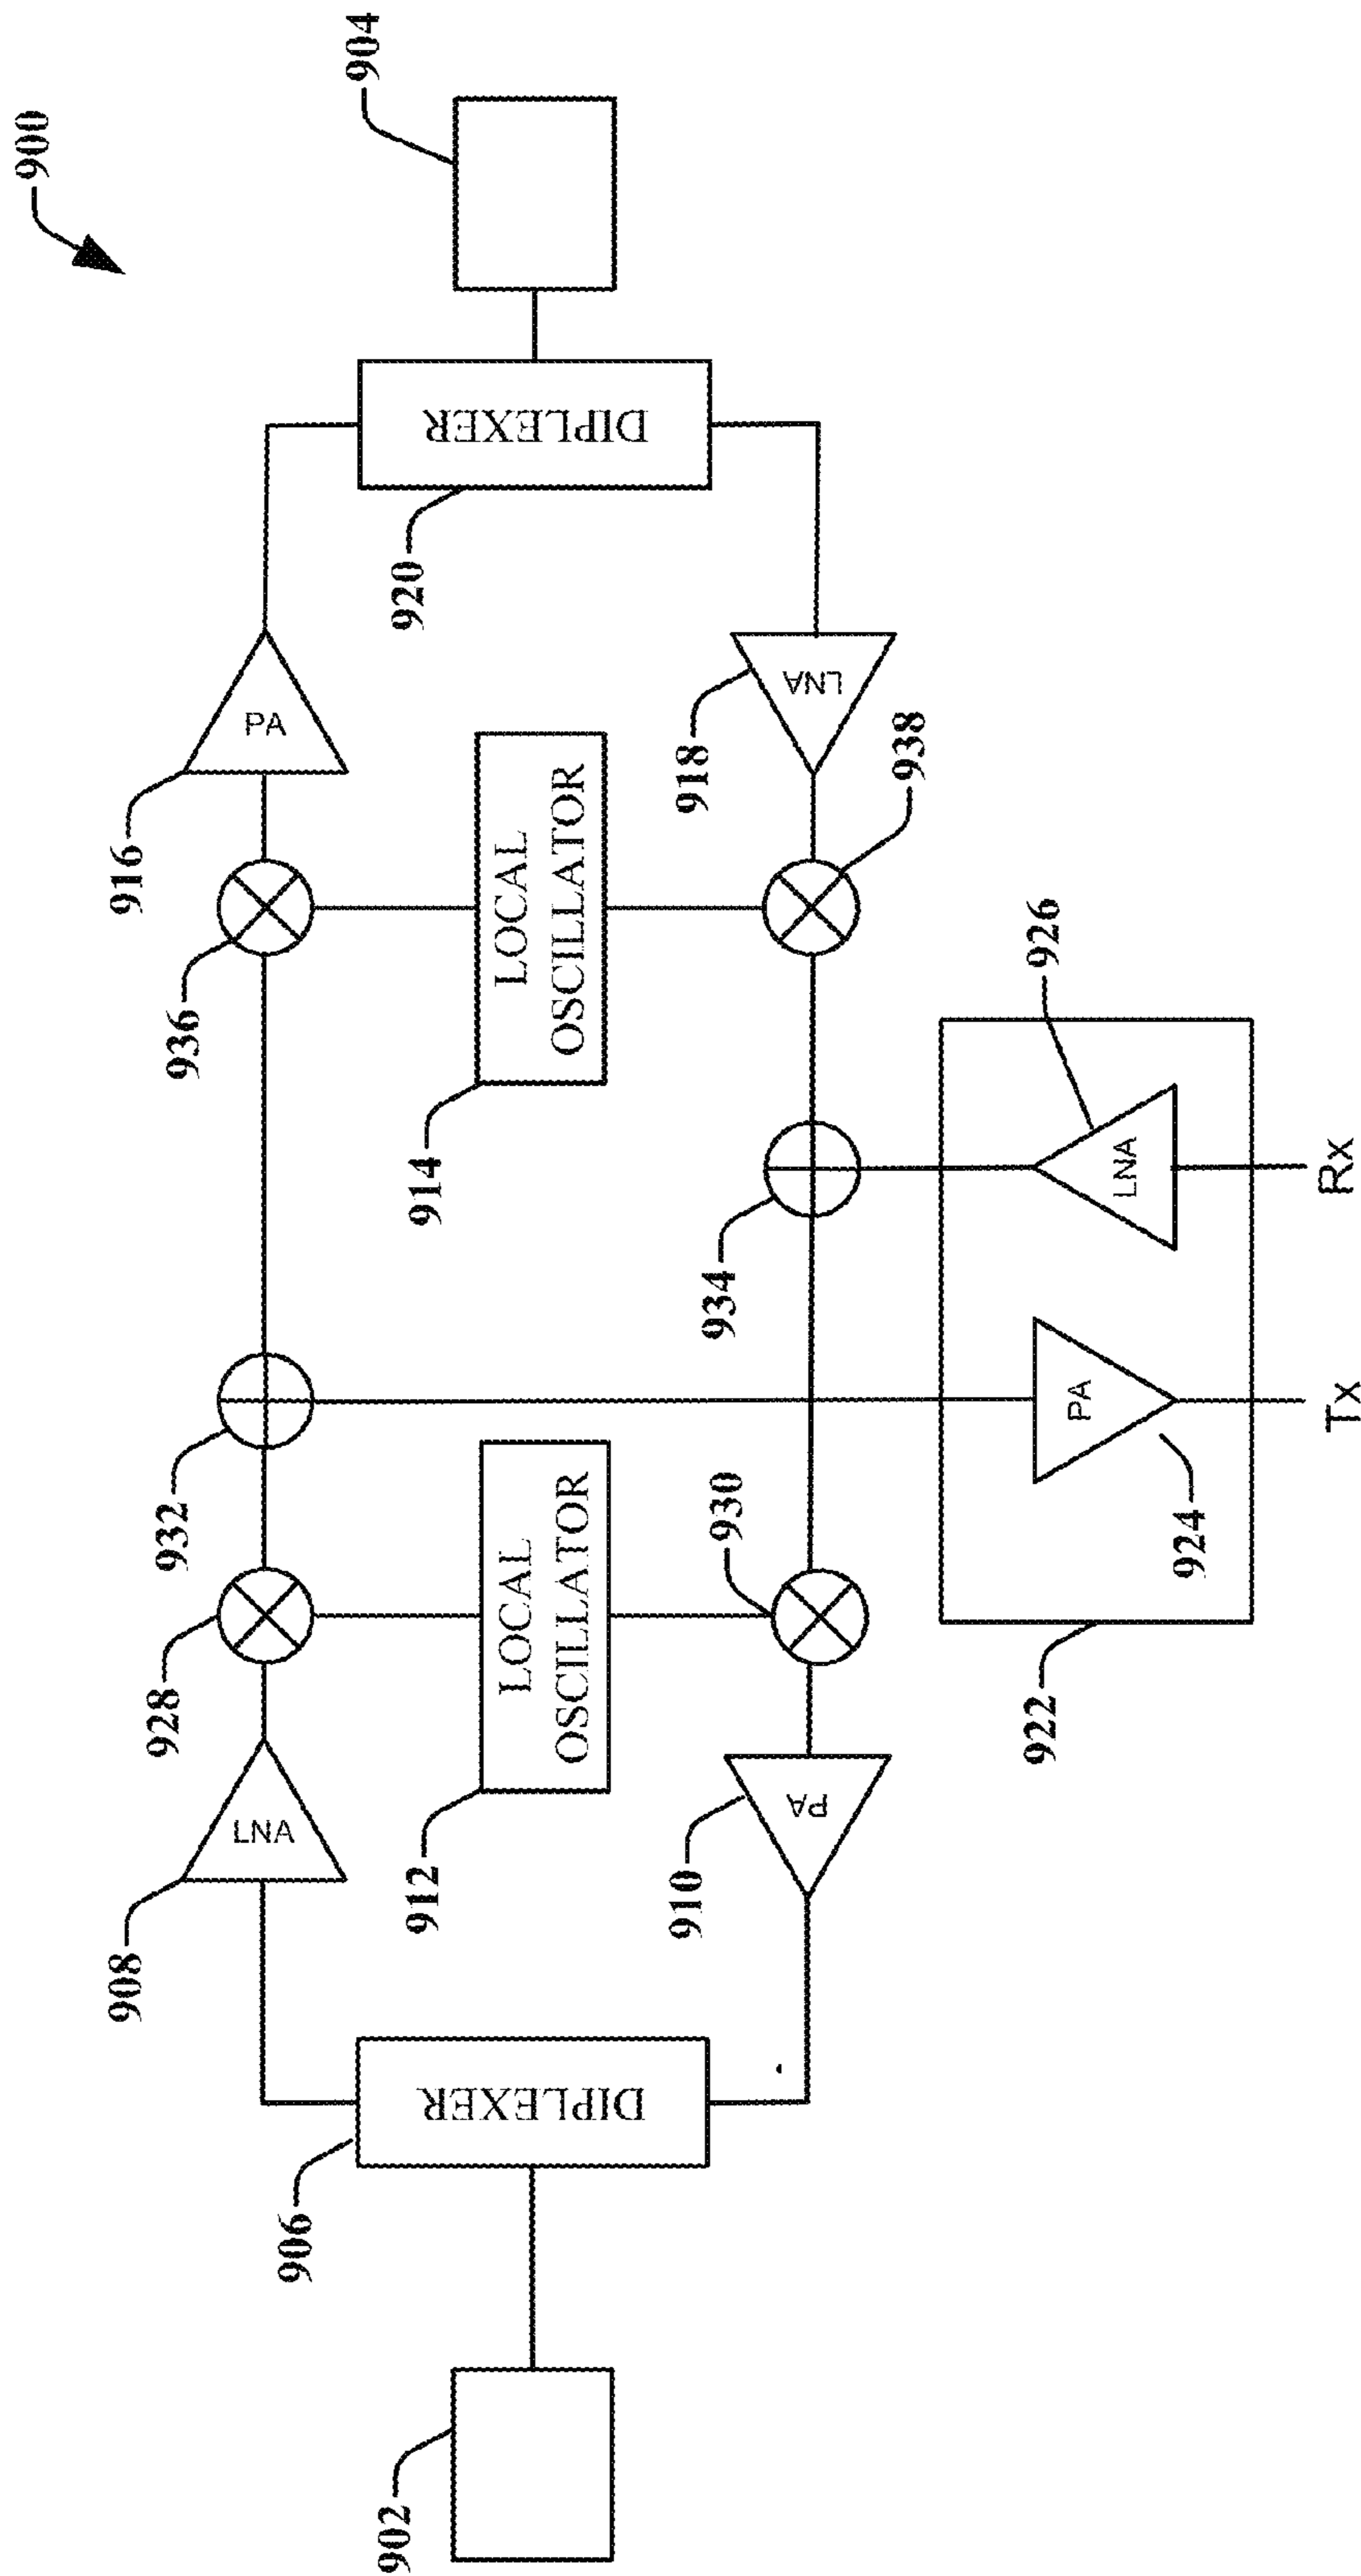 900
904
916
PA
DIPLEXER
920
936
LOCAL
OSCILLATOR
914
918
LNA
938
932
934
926
LNA
Rx
928
LOCAL
OSCILLATOR
912
930
PA
924
Tx
922
908
LNA
910
PA
DIPLEXER
906
902